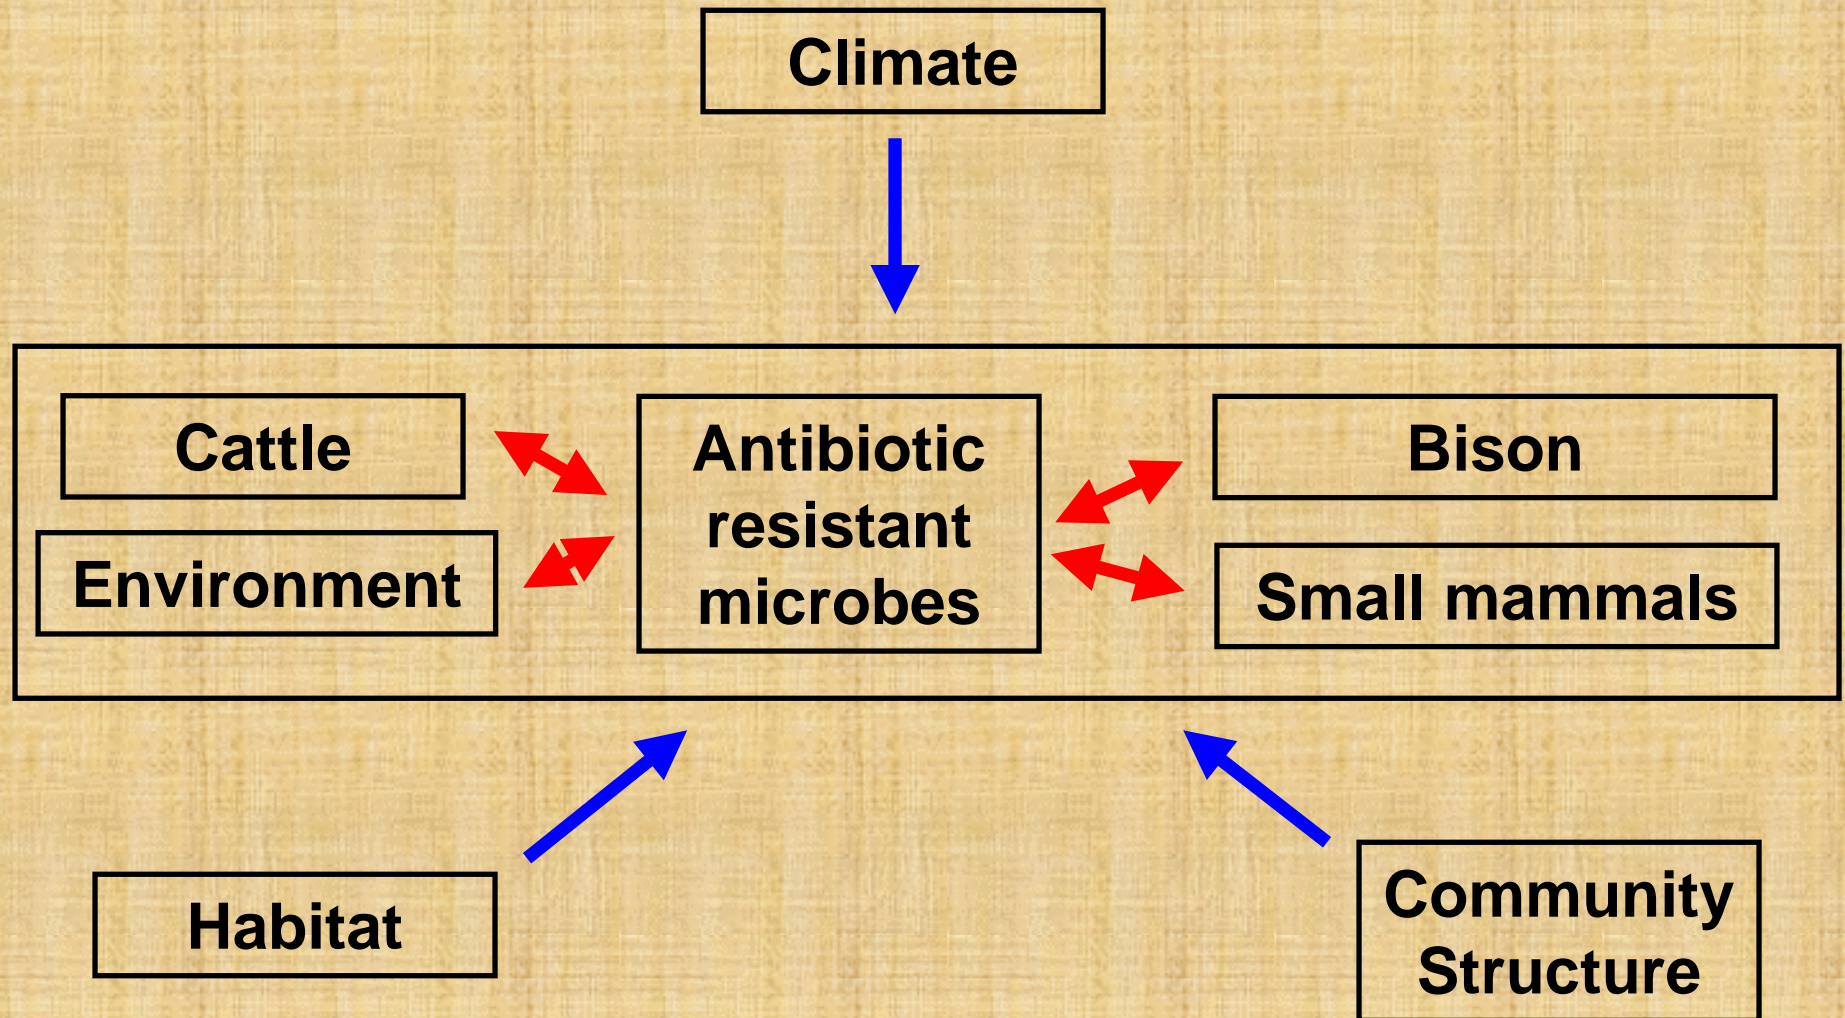 Climate
Cattle
Environment
Antibiotic
resistant
microbes
Bison
Small mammals
Habitat
Community
Structure